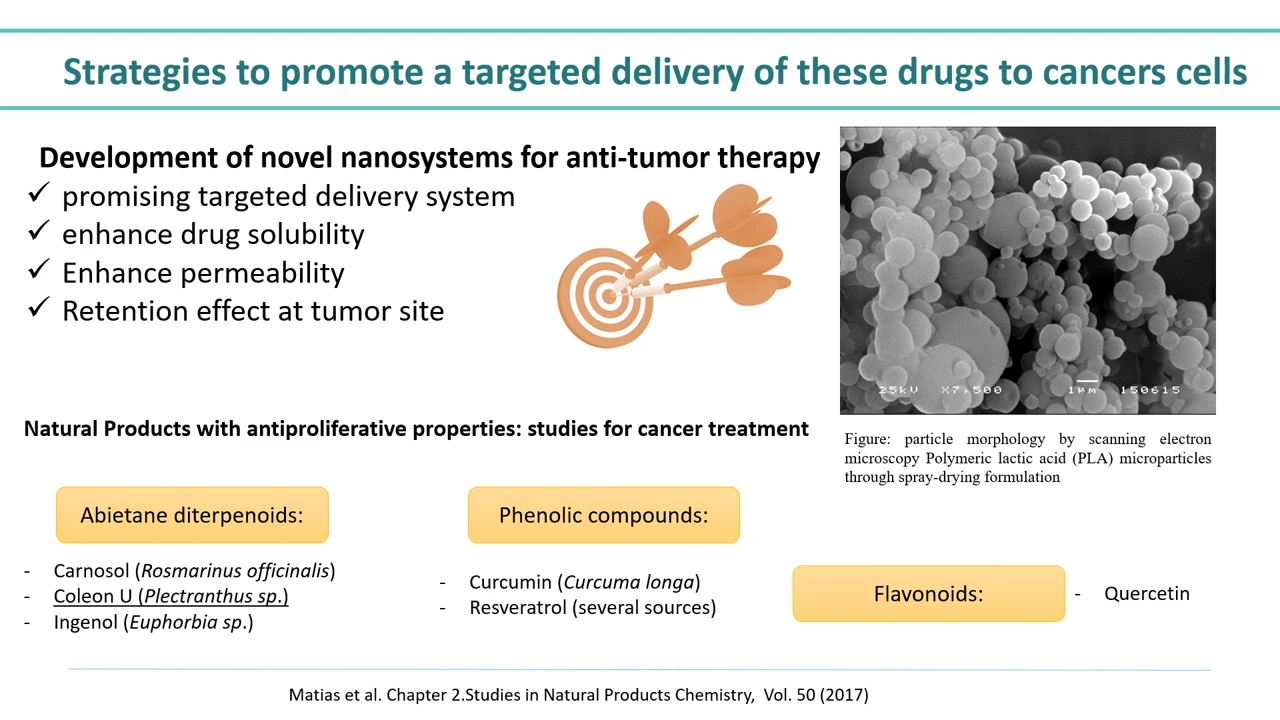 Strategies to promote a targeted delivery of these drugs to cancers cells
Development of novel nanosystems for anti-tumor therapy
✓ promising targeted delivery system
✓ enhance drug solubility
✓ Enhance permeability
✓ Retention effect at tumor site
25kV X7,500 1µm 150615
Figure: particle morphology by scanning electron
microscopy Polymeric lactic acid (PLA) microparticles
through spray-drying formulation
Natural Products with antiproliferative properties: studies for cancer treatment
Abietane diterpenoids:
- Carnosol (Rosmarinus officinalis)
- Coleon U (Plectranthus sp.)
- Ingenol (Euphorbia sp.)
Phenolic compounds:
- Curcumin (Curcuma longa)
- Resveratrol (several sources)
Flavonoids:
- Quercetin
Matias et al. Chapter 2.Studies in Natural Products Chemistry, Vol. 50 (2017)